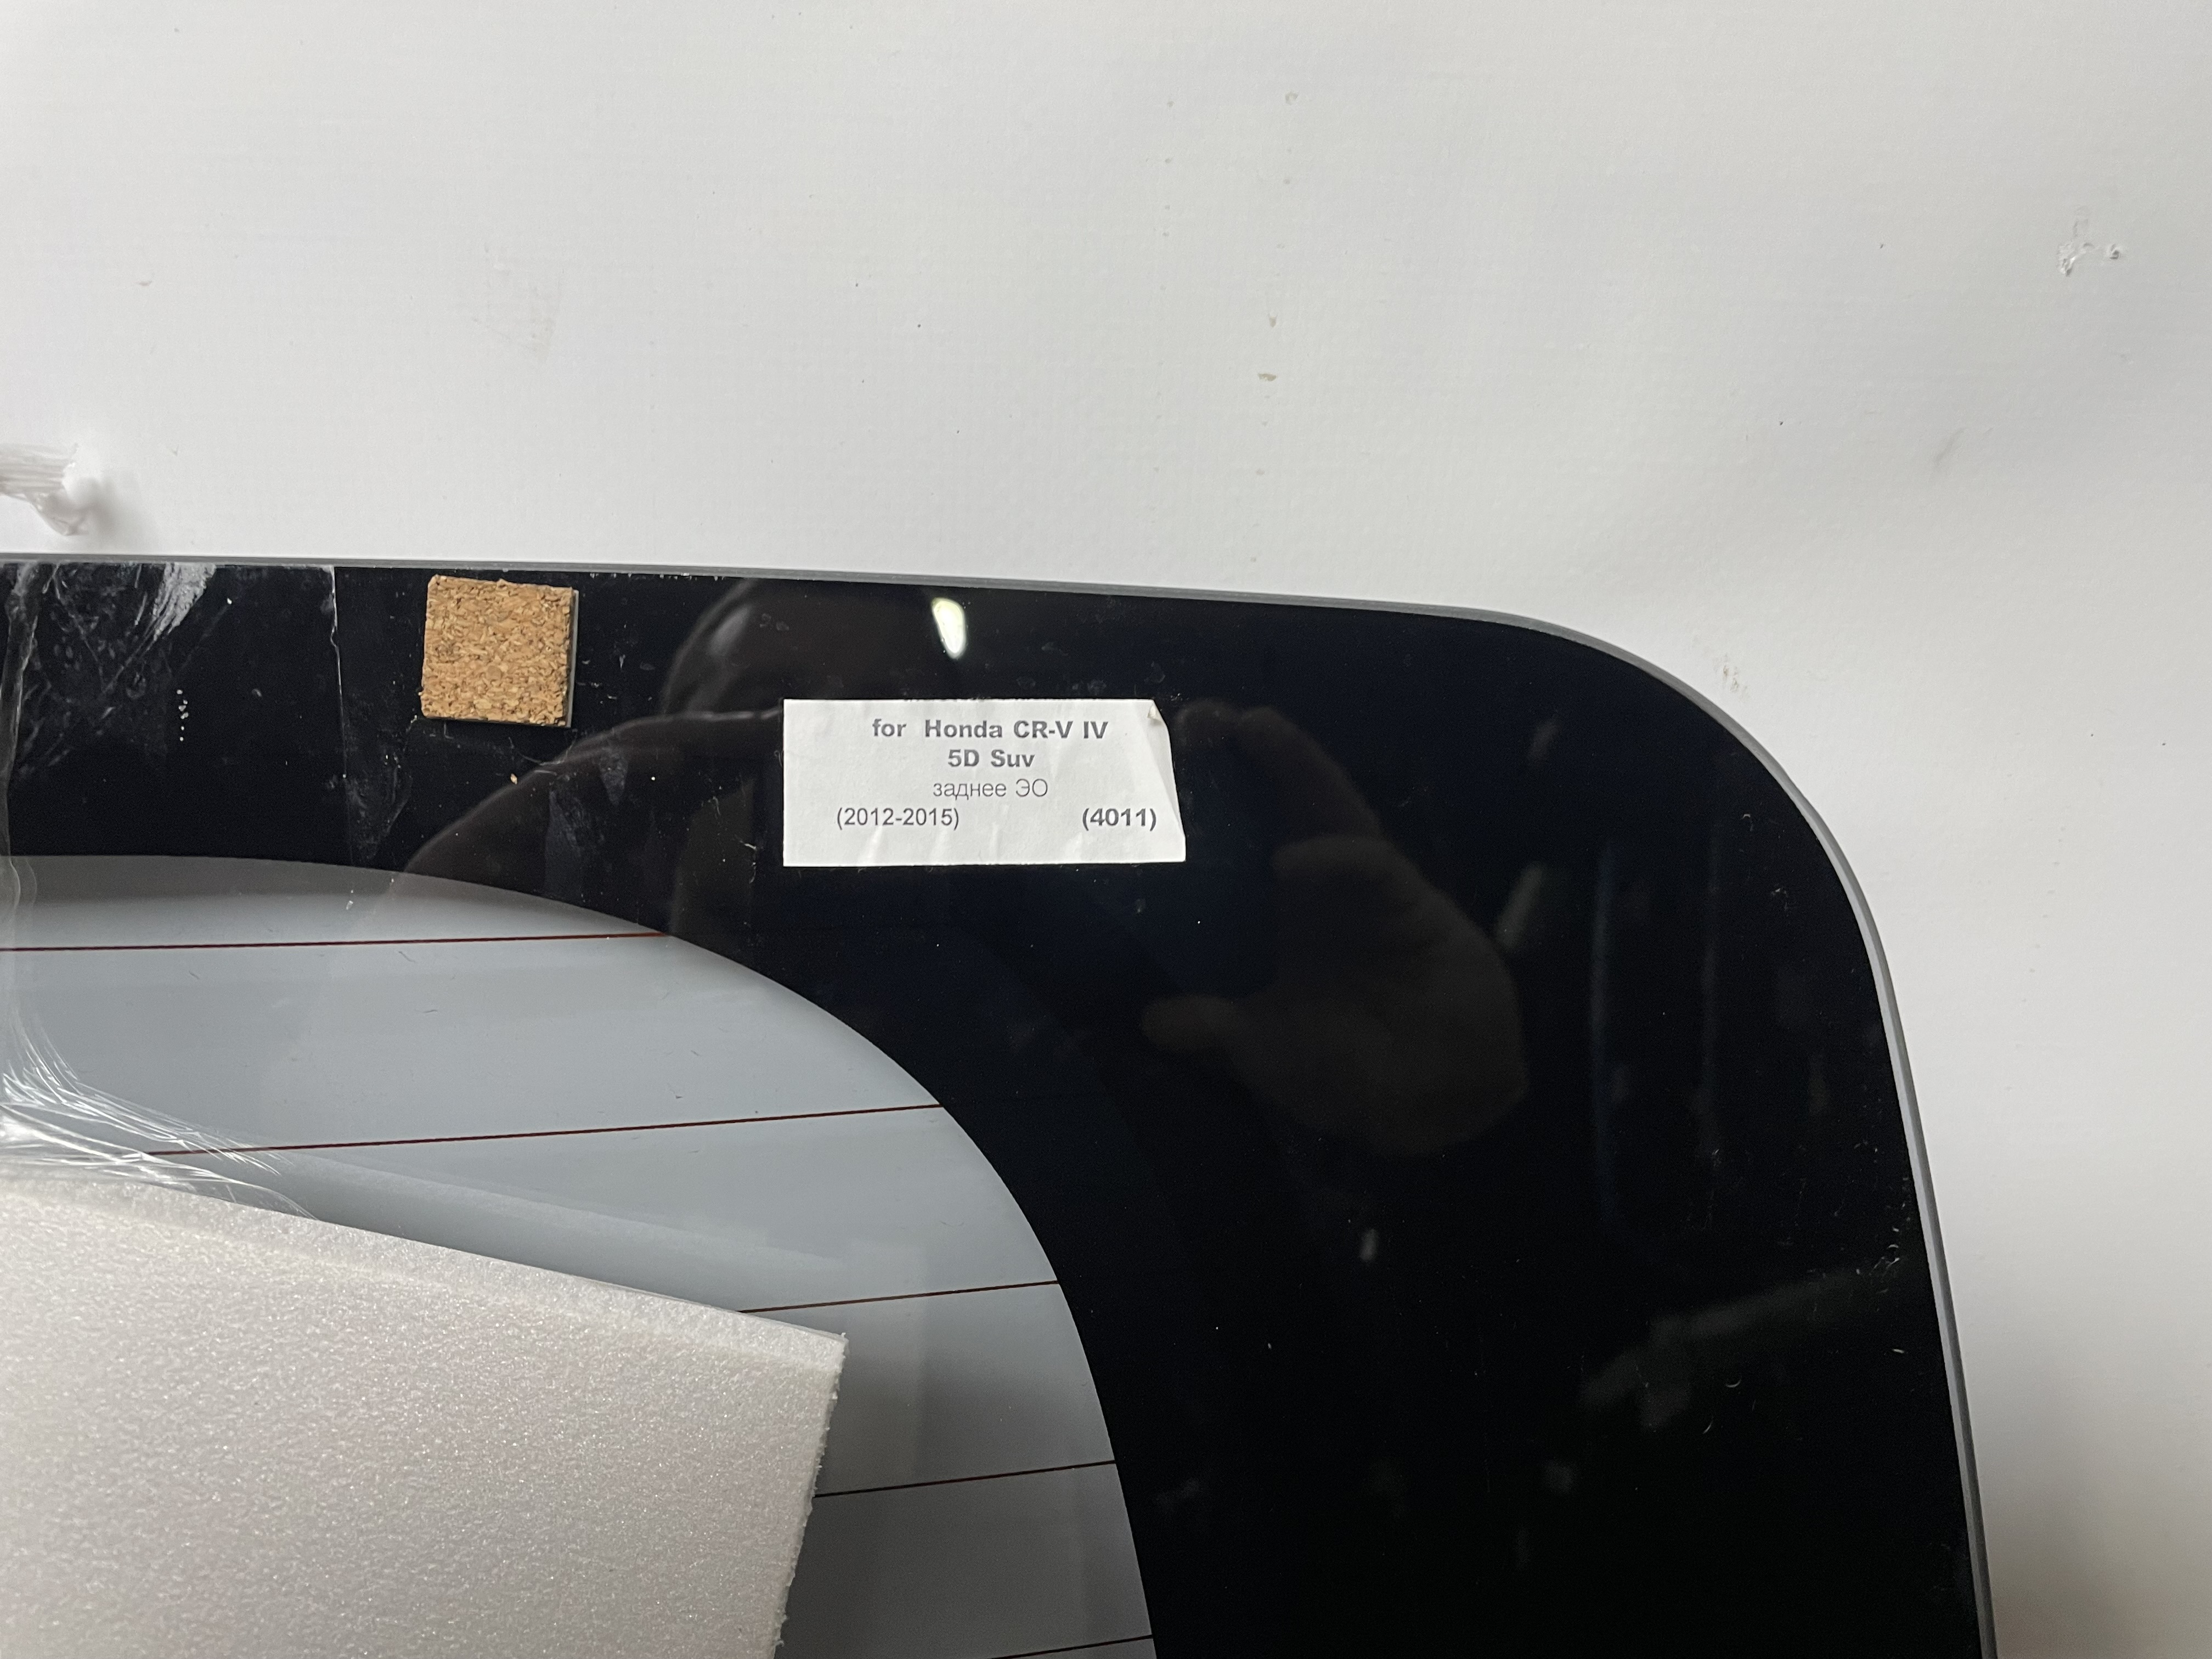 for Honda CR-V IV
5D Suv
заднее ЭО
(2012-2015) (4011)